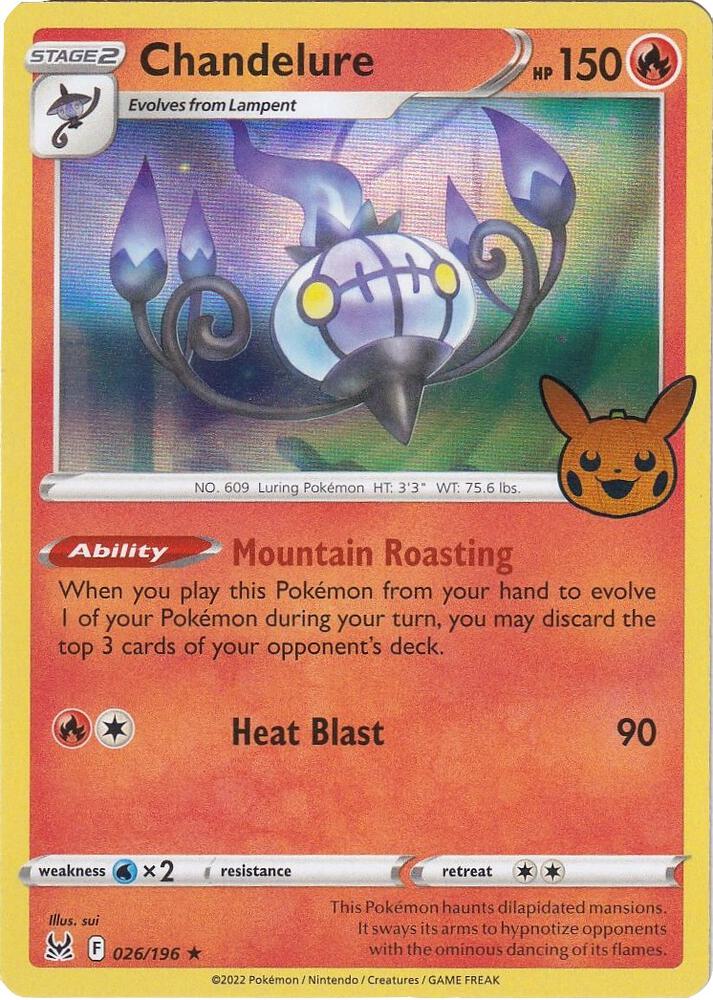 STAGE 2
Chandelure
HP 150
Evolves from Lampent
NO. 609 Luring Pokémon HT: 3'3" WT: 75.6 lbs.
Ability Mountain Roasting
When you play this Pokémon from your hand to evolve
1 of your Pokémon during your turn, you may discard the
top 3 cards of your opponent's deck.
Heat Blast 90
weakness ×2 resistance retreat
Illus. sui
F 026/196 ★
This Pokémon haunts dilapidated mansions.
It sways its arms to hypnotize opponents
with the ominous dancing of its flames.
©2022 Pokémon / Nintendo / Creatures / GAME FREAK